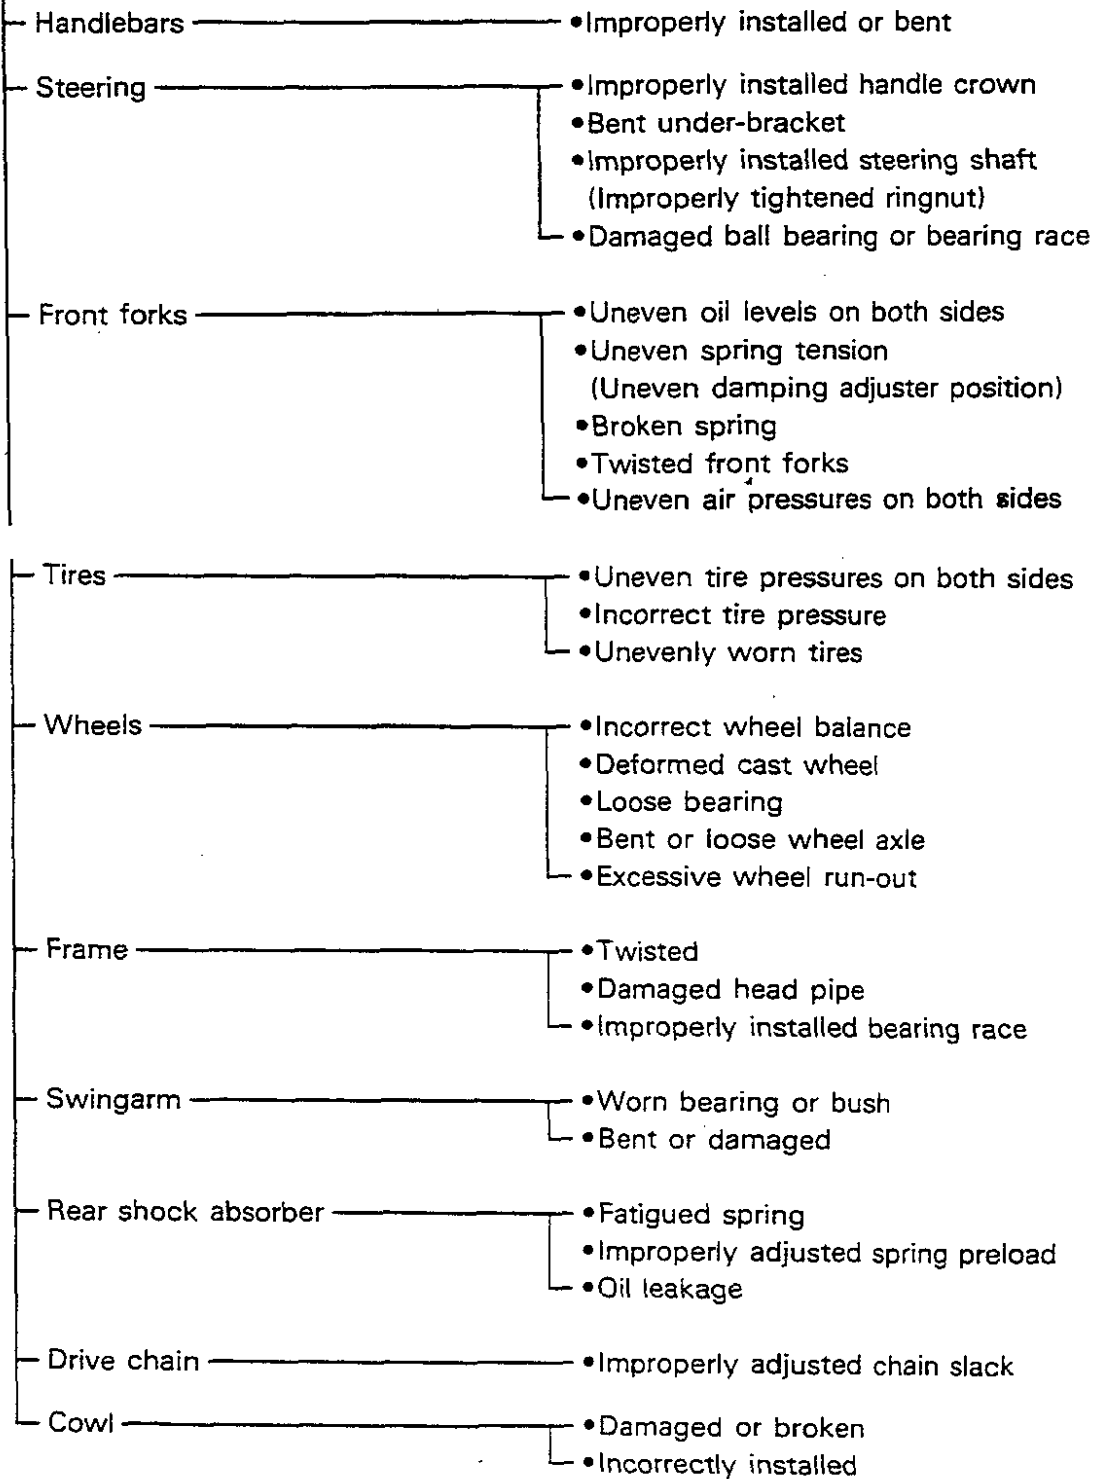 Handlebars •Improperly installed or bent
Steering •Improperly installed handle crown
•Bent under-bracket
•Improperly installed steering shaft
(Improperly tightened ringnut)
•Damaged ball bearing or bearing race
Front forks •Uneven oil levels on both sides
•Uneven spring tension
(Uneven damping adjuster position)
•Broken spring
•Twisted front forks
•Uneven air pressures on both sides
Tires •Uneven tire pressures on both sides
•Incorrect tire pressure
•Unevenly worn tires
Wheels •Incorrect wheel balance
•Deformed cast wheel
•Loose bearing
•Bent or loose wheel axle
•Excessive wheel run-out
Frame •Twisted
•Damaged head pipe
•Improperly installed bearing race
Swingarm •Worn bearing or bush
•Bent or damaged
Rear shock absorber •Fatigued spring
•Improperly adjusted spring preload
•Oil leakage
Drive chain •Improperly adjusted chain slack
Cowl •Damaged or broken
•Incorrectly installed